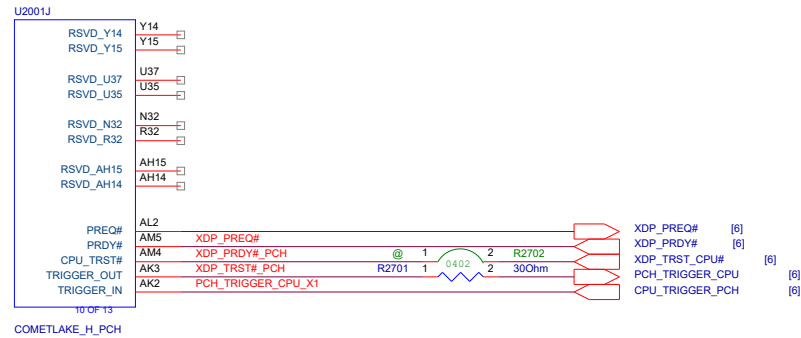 U2001J
RSVD_Y14 Y14
RSVD_Y15 Y15
RSVD_U37 U37
RSVD_U35 U35
RSVD_N32 N32
RSVD_R32 R32
RSVD_AH15 AH15
RSVD_AH14 AH14
PREQ# AL2 XDP_PREQ# [6]
PRDY# AM5 XDP_PREQ# XDP_PRDY# [6]
CPU_TRST# AM4 XDP_PRDY#_PCH @ 1 2 R2702 XDP_TRST_CPU# [6]
0402
TRIGGER_OUT AK3 XDP_TRST#_PCH R2701 1 2 30Ohm PCH_TRIGGER_CPU [6]
TRIGGER_IN AK2 PCH_TRIGGER_CPU_X1 CPU_TRIGGER_PCH [6]
10 OF 13
COMETLAKE_H_PCH